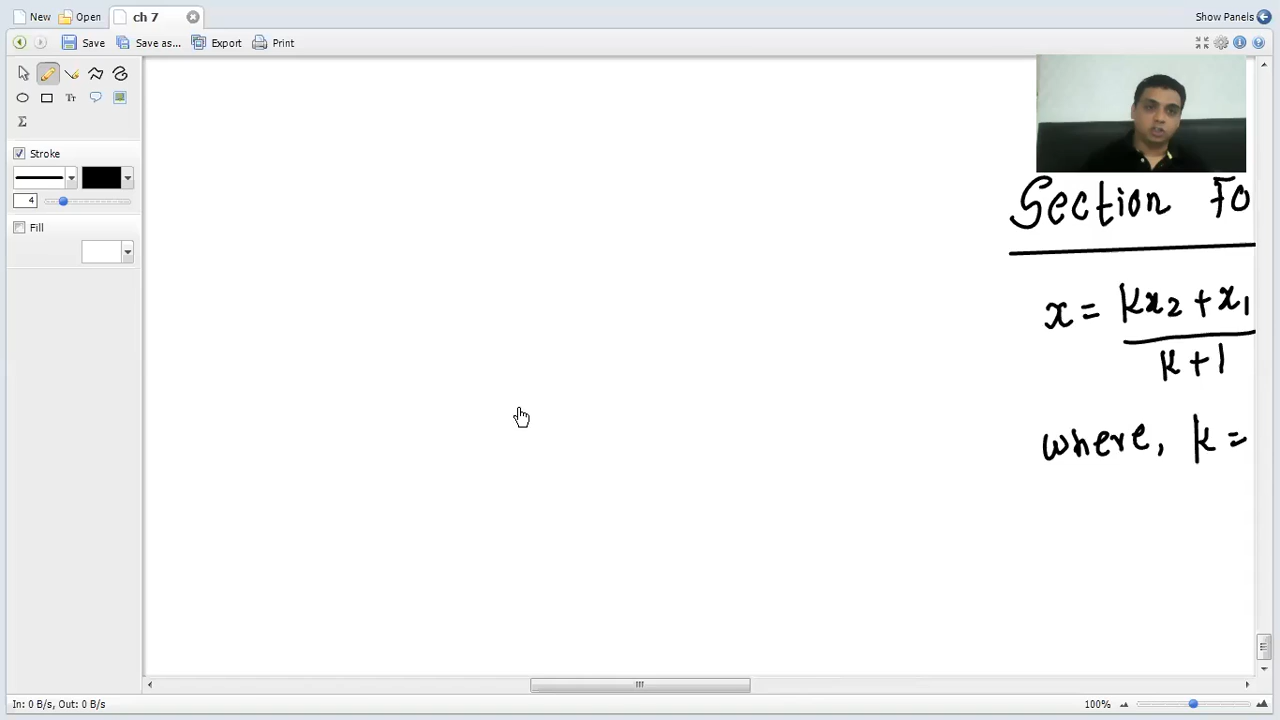 New Open ch 7 Show Panels
Save Save as... Export Print
Tt
Σ
Stroke
4
Fill
Section Fo
x = kx2 + x1
k + 1
where, k =
In: 0 B/s, Out: 0 B/s 100%